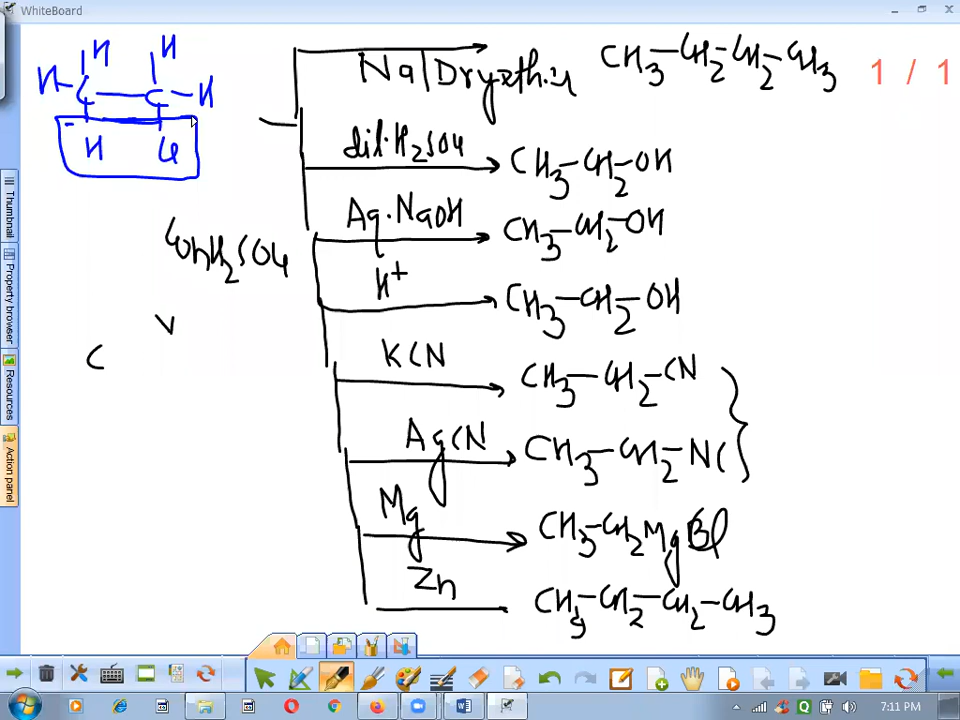 WhiteBoard
H H
H-C-C-H
H Cl
Na/Dry ether CH3-CH2-CH2-CH3
1 / 1
dil. H2SO4 CH3-CH2-OH
Aq. NaOH CH3-CH2-OH
H+ CH3-CH2-OH
Con H2SO4
V
C
KCN CH3-CH2-CN
AgCN CH3-CH2-NC
Mg CH3-CH2Mg
Zn CH3-CH2-CH2-CH3
Thumbnail
Property browser
Resources
Action panel
7:11 PM